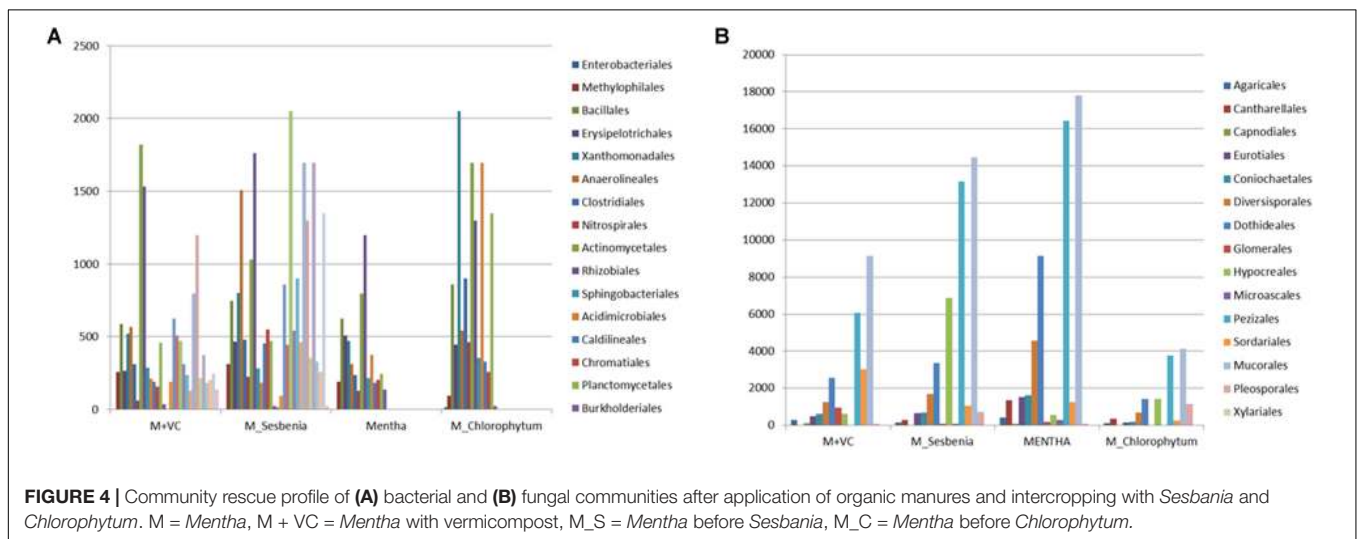 A
2500
2000
1500
1000
500
0
M+VC
M_Sesbenia
Mentha
M_Chlorophytum
Enterobacteriales
Methylophilales
Bacillales
Erysipelotrichales
Xanthomonadales
Anaerolineales
Clostridiales
Nitrospirales
Actinomycetales
Rhizobiales
Sphingobacteriales
Acidimicrobiales
Caldilineales
Chromatiales
Planctomycetales
Burkholderiales
B
20000
18000
16000
14000
12000
10000
8000
6000
4000
2000
0
M+VC
M_Sesbenia
MENTHA
M_Chlorophytum
Agaricales
Cantharellales
Capnodiales
Eurotiales
Coniochaetales
Diversisporales
Dothideales
Glomerales
Hypocreales
Microascales
Pezizales
Sordariales
Mucorales
Pleosporales
Xylariales
FIGURE 4 | Community rescue profile of (A) bacterial and (B) fungal communities after application of organic manures and intercropping with Sesbania and
Chlorophytum. M = Mentha, M + VC = Mentha with vermicompost, M_S = Mentha before Sesbania, M_C = Mentha before Chlorophytum.